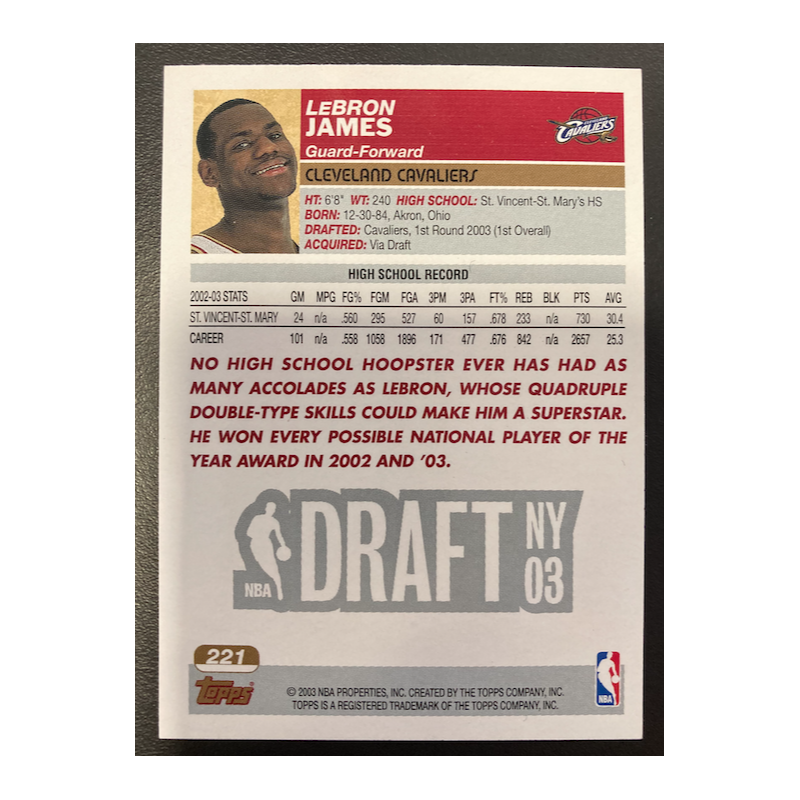 LeBRON
JAMES
Guard-Forward
CLEVELAND CAVALIERS
CAVALIERS
HT: 6'8" WT: 240 HIGH SCHOOL: St. Vincent-St. Mary's HS
BORN: 12-30-84, Akron, Ohio
DRAFTED: Cavaliers, 1st Round 2003 (1st Overall)
ACQUIRED: Via Draft
HIGH SCHOOL RECORD
2002-03 STATS GM MPG FG% FGM FGA 3PM 3PA FT% REB BLK PTS AVG
ST. VINCENT-ST. MARY 24 n/a .560 295 527 60 157 .678 233 n/a 730 30.4
CAREER 101 n/a .558 1058 1896 171 477 .676 842 n/a 2657 25.3
NO HIGH SCHOOL HOOPSTER EVER HAS HAD AS
MANY ACCOLADES AS LEBRON, WHOSE QUADRUPLE
DOUBLE-TYPE SKILLS COULD MAKE HIM A SUPERSTAR.
HE WON EVERY POSSIBLE NATIONAL PLAYER OF THE
YEAR AWARD IN 2002 AND '03.
NBA DRAFT NY
03
221
Topps
© 2003 NBA PROPERTIES, INC. CREATED BY THE TOPPS COMPANY, INC.
TOPPS IS A REGISTERED TRADEMARK OF THE TOPPS COMPANY, INC.
NBA